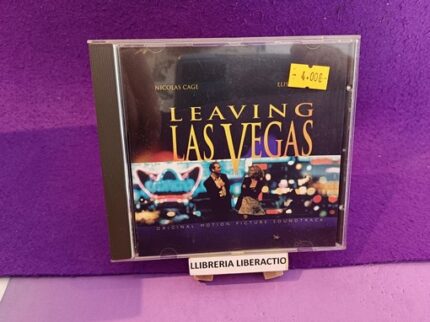 NICOLAS CAGE
- 4.00€-
LEAVING
LAS VEGAS
ORIGINAL MOTION PICTURE SOUNDTRACK
LLIBRERIA LIBERACTIO